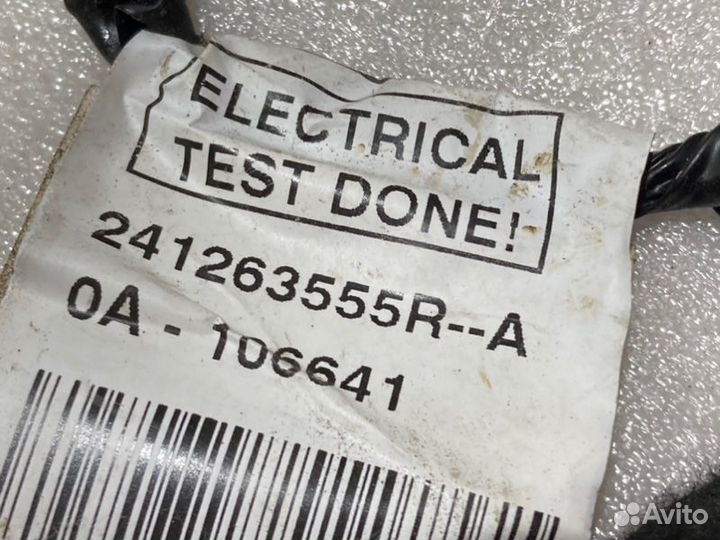 ELECTRICAL
TEST DONE!
241263555R--A
0A - 106641
Avito